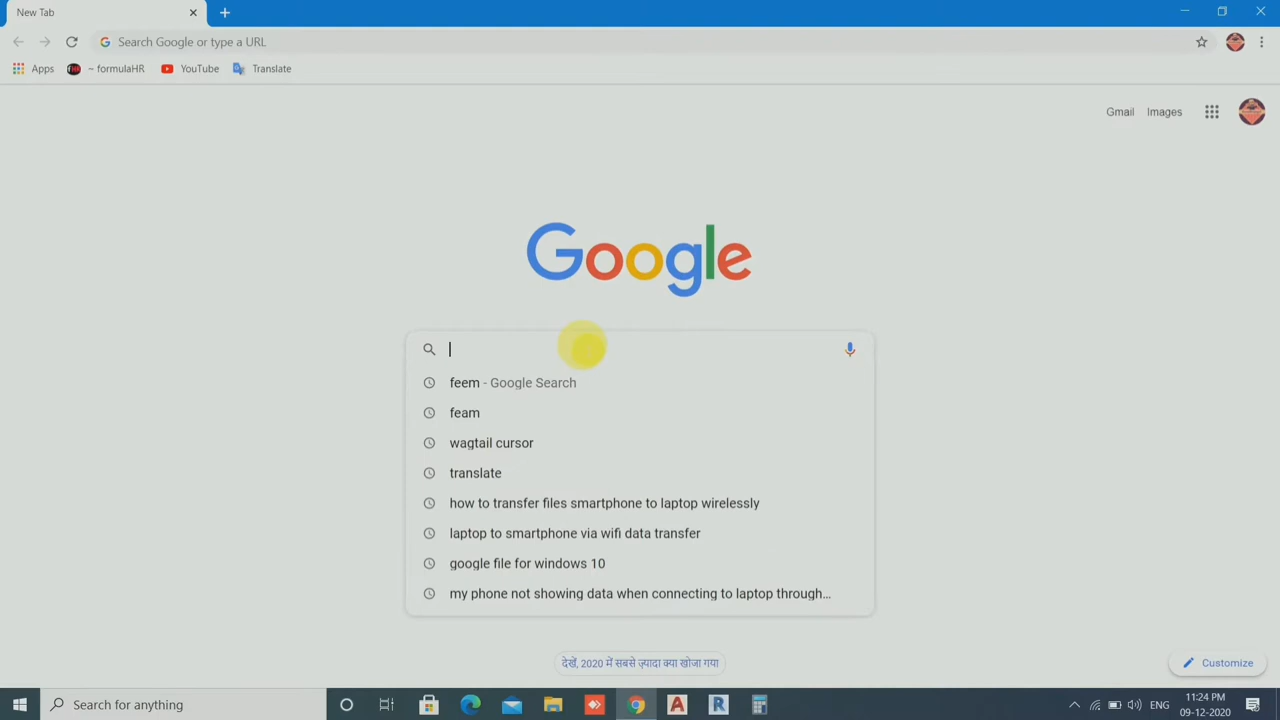 New Tab
Search Google or type a URL
Apps
~ formulaHR
YouTube
Translate
Gmail
Images
Google
feem - Google Search
feam
wagtail cursor
translate
how to transfer files smartphone to laptop wirelessly
laptop to smartphone via wifi data transfer
google file for windows 10
my phone not showing data when connecting to laptop through...
देखें, 2020 में सबसे ज़्यादा क्या खोजा गया
Customize
Search for anything
A
R
ENG
11:24 PM
09-12-2020